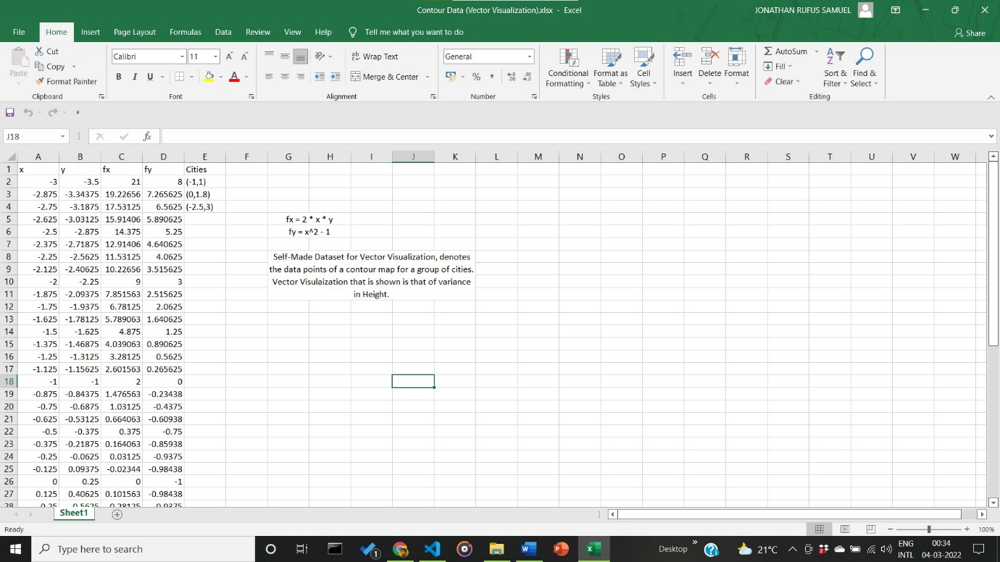 Contour Data (Vector Visualization).xlsx - Excel
JONATHAN RUFUS SAMUEL
File Home Insert Page Layout Formulas Data Review View Help Tell me what you want to do Share
Paste
Cut
Copy
Format Painter
Clipboard
Calibri 11
B I U
Font
Wrap Text
Merge & Center
Alignment
General
%
Number
Conditional Formatting
Format as Table
Cell Styles
Styles
Insert Delete Format
Cells
AutoSum
Fill
Clear
Sort & Filter
Find & Select
Editing
J18 fx
A B C D E F G H I J K L M N O P Q R S T U V W
1 x y fx fy Cities
2 -3 -3.5 21 8 (-1,1)
3 -2.875 -3.34375 19.22656 7.265625 (0,1.8)
4 -2.75 -3.1875 17.53125 6.5625 (-2.5,3)
5 -2.625 -3.03125 15.91406 5.890625 fx = 2 * x * y
6 -2.5 -2.875 14.375 5.25 fy = x^2 - 1
7 -2.375 -2.71875 12.91406 4.640625
8 -2.25 -2.5625 11.53125 4.0625 Self-Made Dataset for Vector Visualization, denotes
9 -2.125 -2.40625 10.22656 3.515625 the data points of a contour map for a group of cities.
10 -2 -2.25 9 3 Vector Visulaization that is shown is that of variance
11 -1.875 -2.09375 7.851563 2.515625 in Height.
12 -1.75 -1.9375 6.78125 2.0625
13 -1.625 -1.78125 5.789063 1.640625
14 -1.5 -1.625 4.875 1.25
15 -1.375 -1.46875 4.039063 0.890625
16 -1.25 -1.3125 3.28125 0.5625
17 -1.125 -1.15625 2.601563 0.265625
18 -1 -1 2 0
19 -0.875 -0.84375 1.476563 -0.23438
20 -0.75 -0.6875 1.03125 -0.4375
21 -0.625 -0.53125 0.664063 -0.60938
22 -0.5 -0.375 0.375 -0.75
23 -0.375 -0.21875 0.164063 -0.85938
24 -0.25 -0.0625 0.03125 -0.9375
25 -0.125 0.09375 -0.02344 -0.98438
26 0 0.25 0 -1
27 0.125 0.40625 0.101563 -0.98438
28 0.25 0.5625 0.28125
Sheet1
Ready
100%
Type here to search
1
Desktop
21°C
ENG
INTL
00:34
04-03-2022